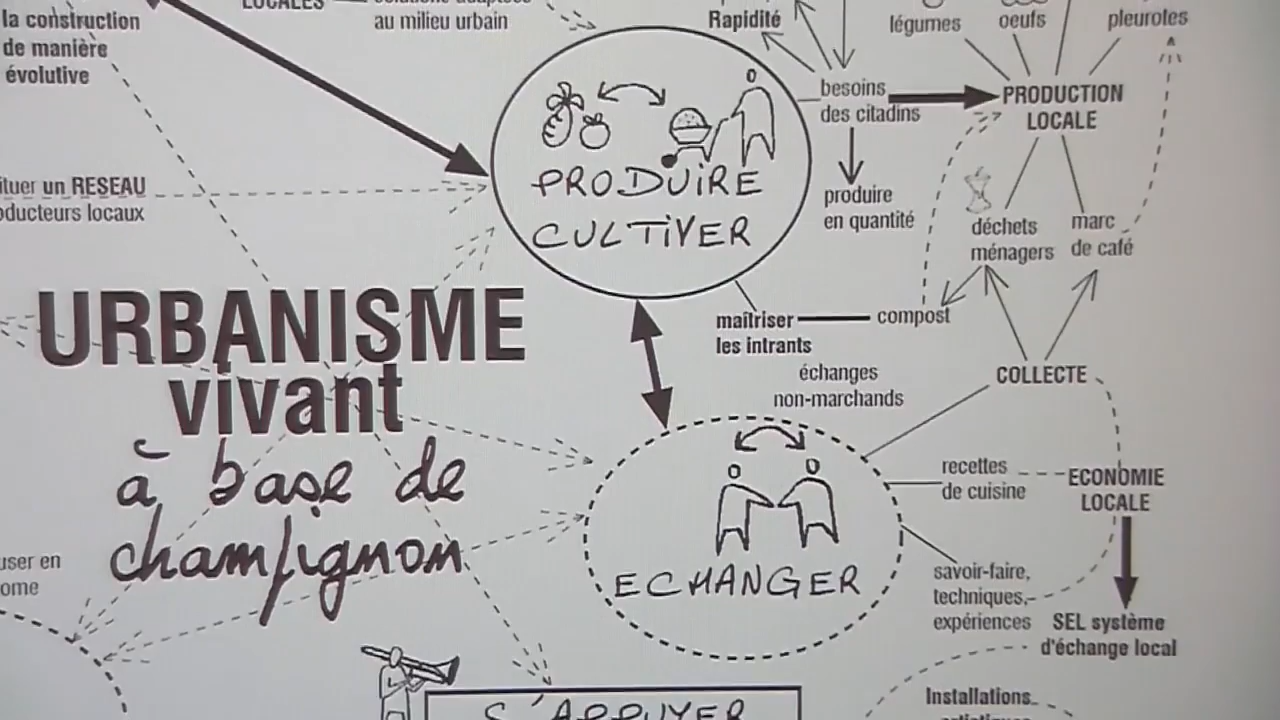 la construction
de manière
évolutive
LOCALES
au milieu urbain
Rapidité
légumes
oeufs
pleurotes
besoins
des citadins
PRODUCTION
LOCALE
PRODUIRE
CULTIVER
produire
en quantité
déchets
ménagers
marc
de café
un RESEAU
locaux
URBANISME
vivant
à base de
champignon
maîtriser
les intrants
compost
échanges
non-marchands
COLLECTE
recettes
de cuisine
ECONOMIE
LOCALE
ECHANGER
savoir-faire,
techniques,
expériences
SEL système
d'échange local
en
S'APPUYER
Installations